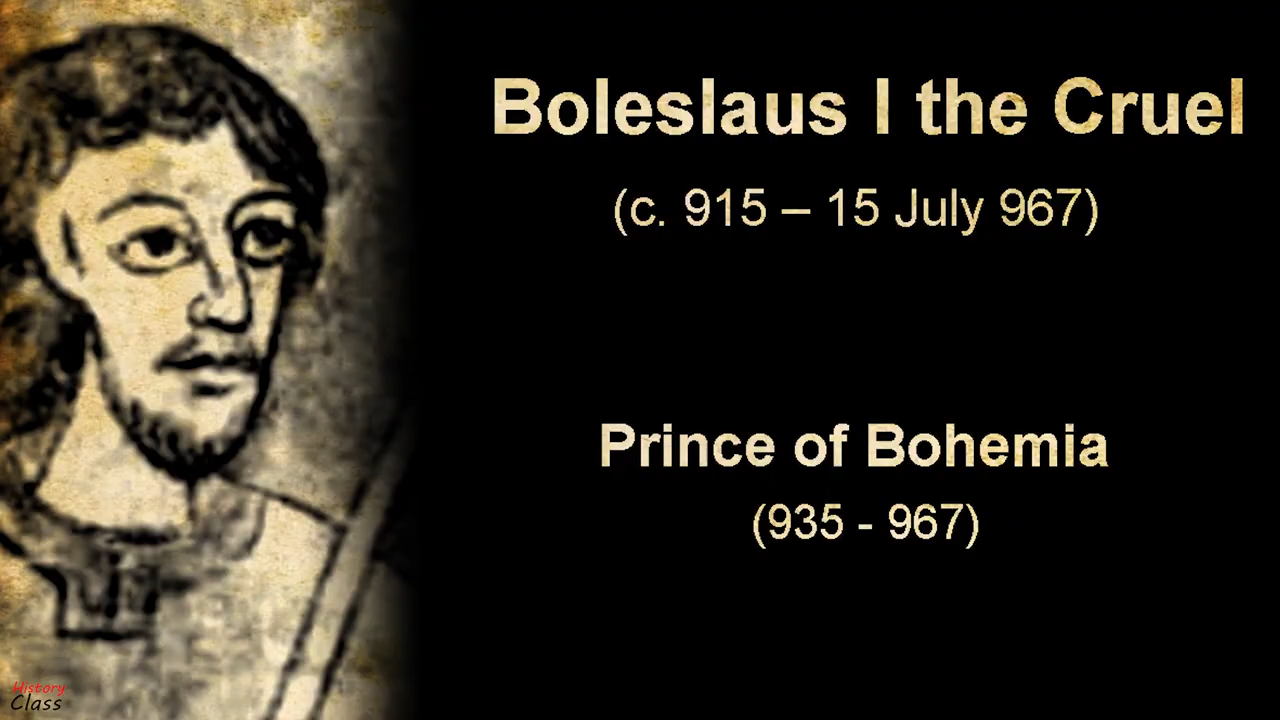 Boleslaus I the Cruel
(c. 915 – 15 July 967)
Prince of Bohemia
(935 - 967)
History
Class